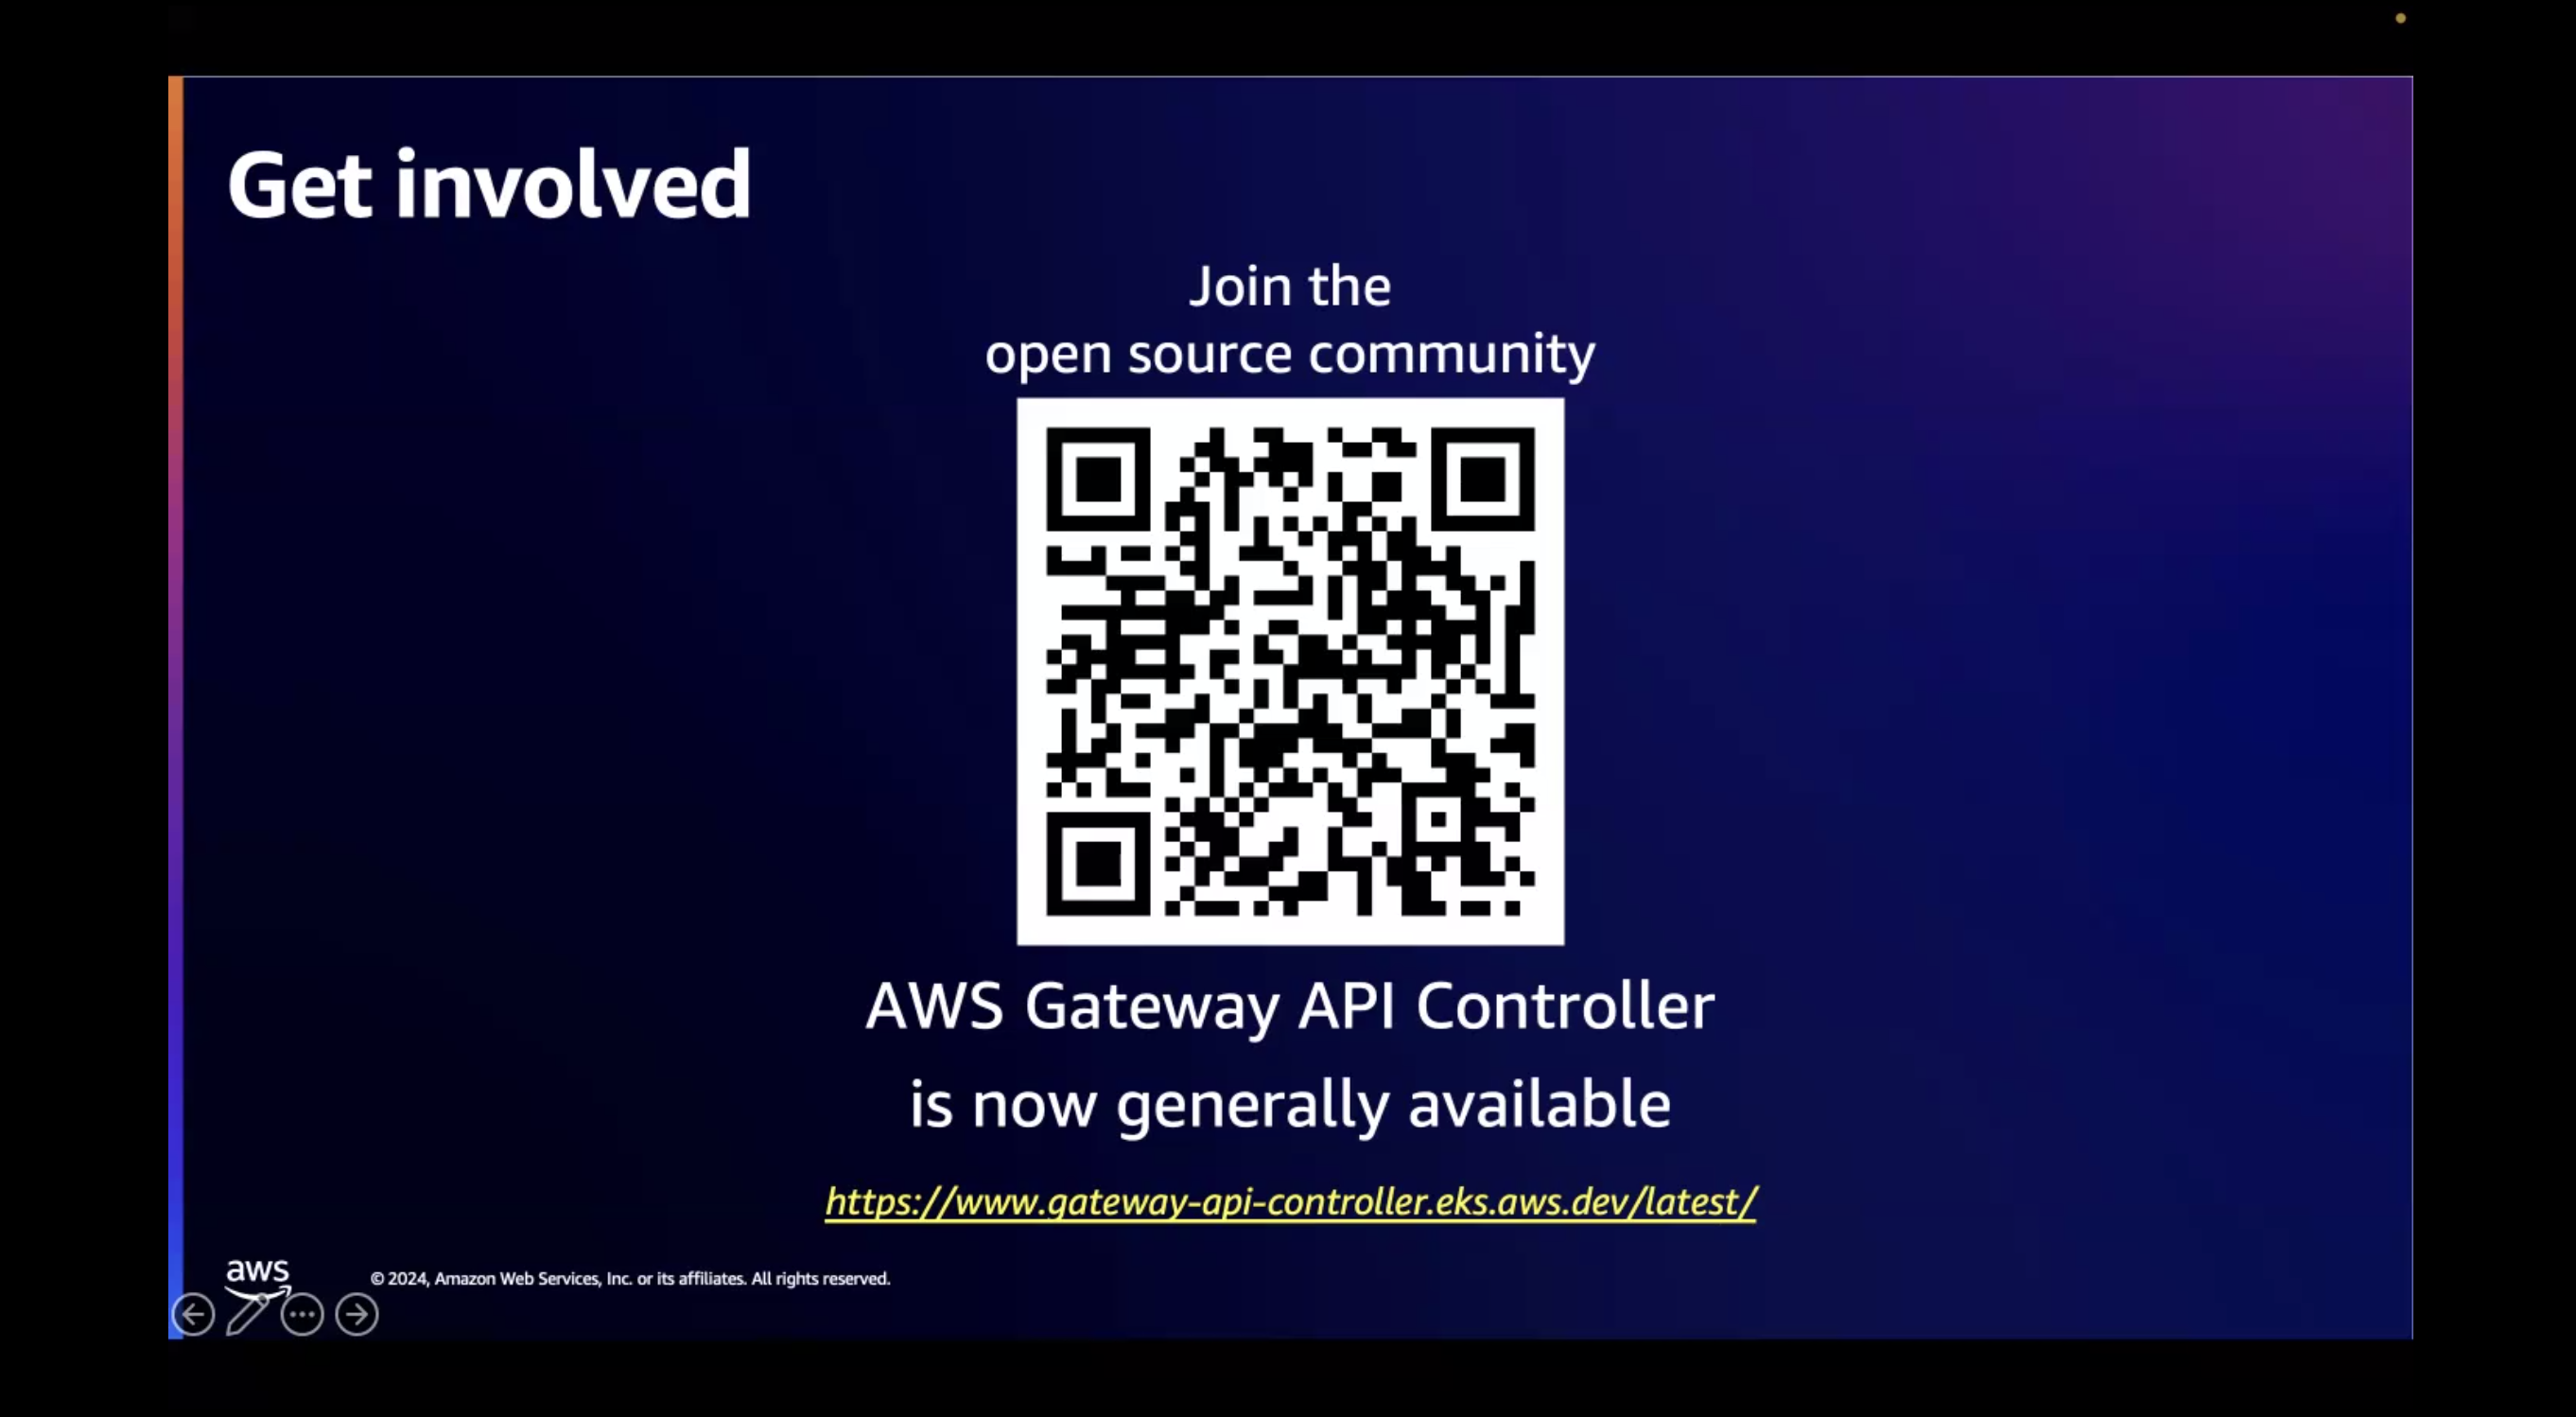 Get involved
Join the
open source community
AWS Gateway API Controller
is now generally available
https://www.gateway-api-controller.eks.aws.dev/latest/
aws
© 2024, Amazon Web Services, Inc. or its affiliates. All rights reserved.